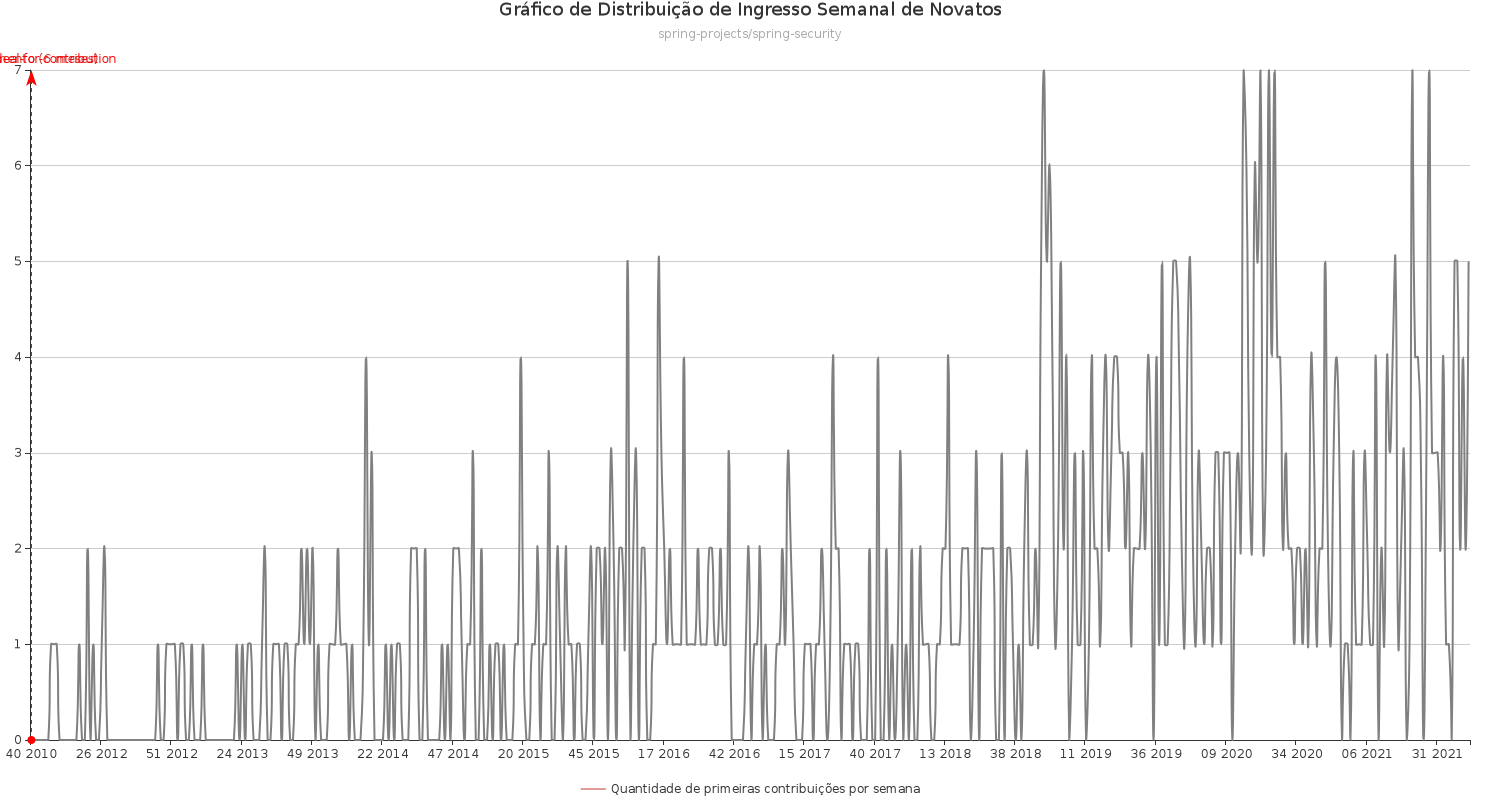 Gráfico de Distribuição de Ingresso Semanal de Novatos
spring-projects/spring-security
7
6
5
4
3
2
1
0
40 2010 26 2012 51 2012 24 2013 49 2013 22 2014 47 2014 20 2015 45 2015 17 2016 42 2016 15 2017 40 2017 13 2018 38 2018 11 2019 36 2019 09 2020 34 2020 06 2021 31 2021
Quantidade de primeiras contribuições por semana